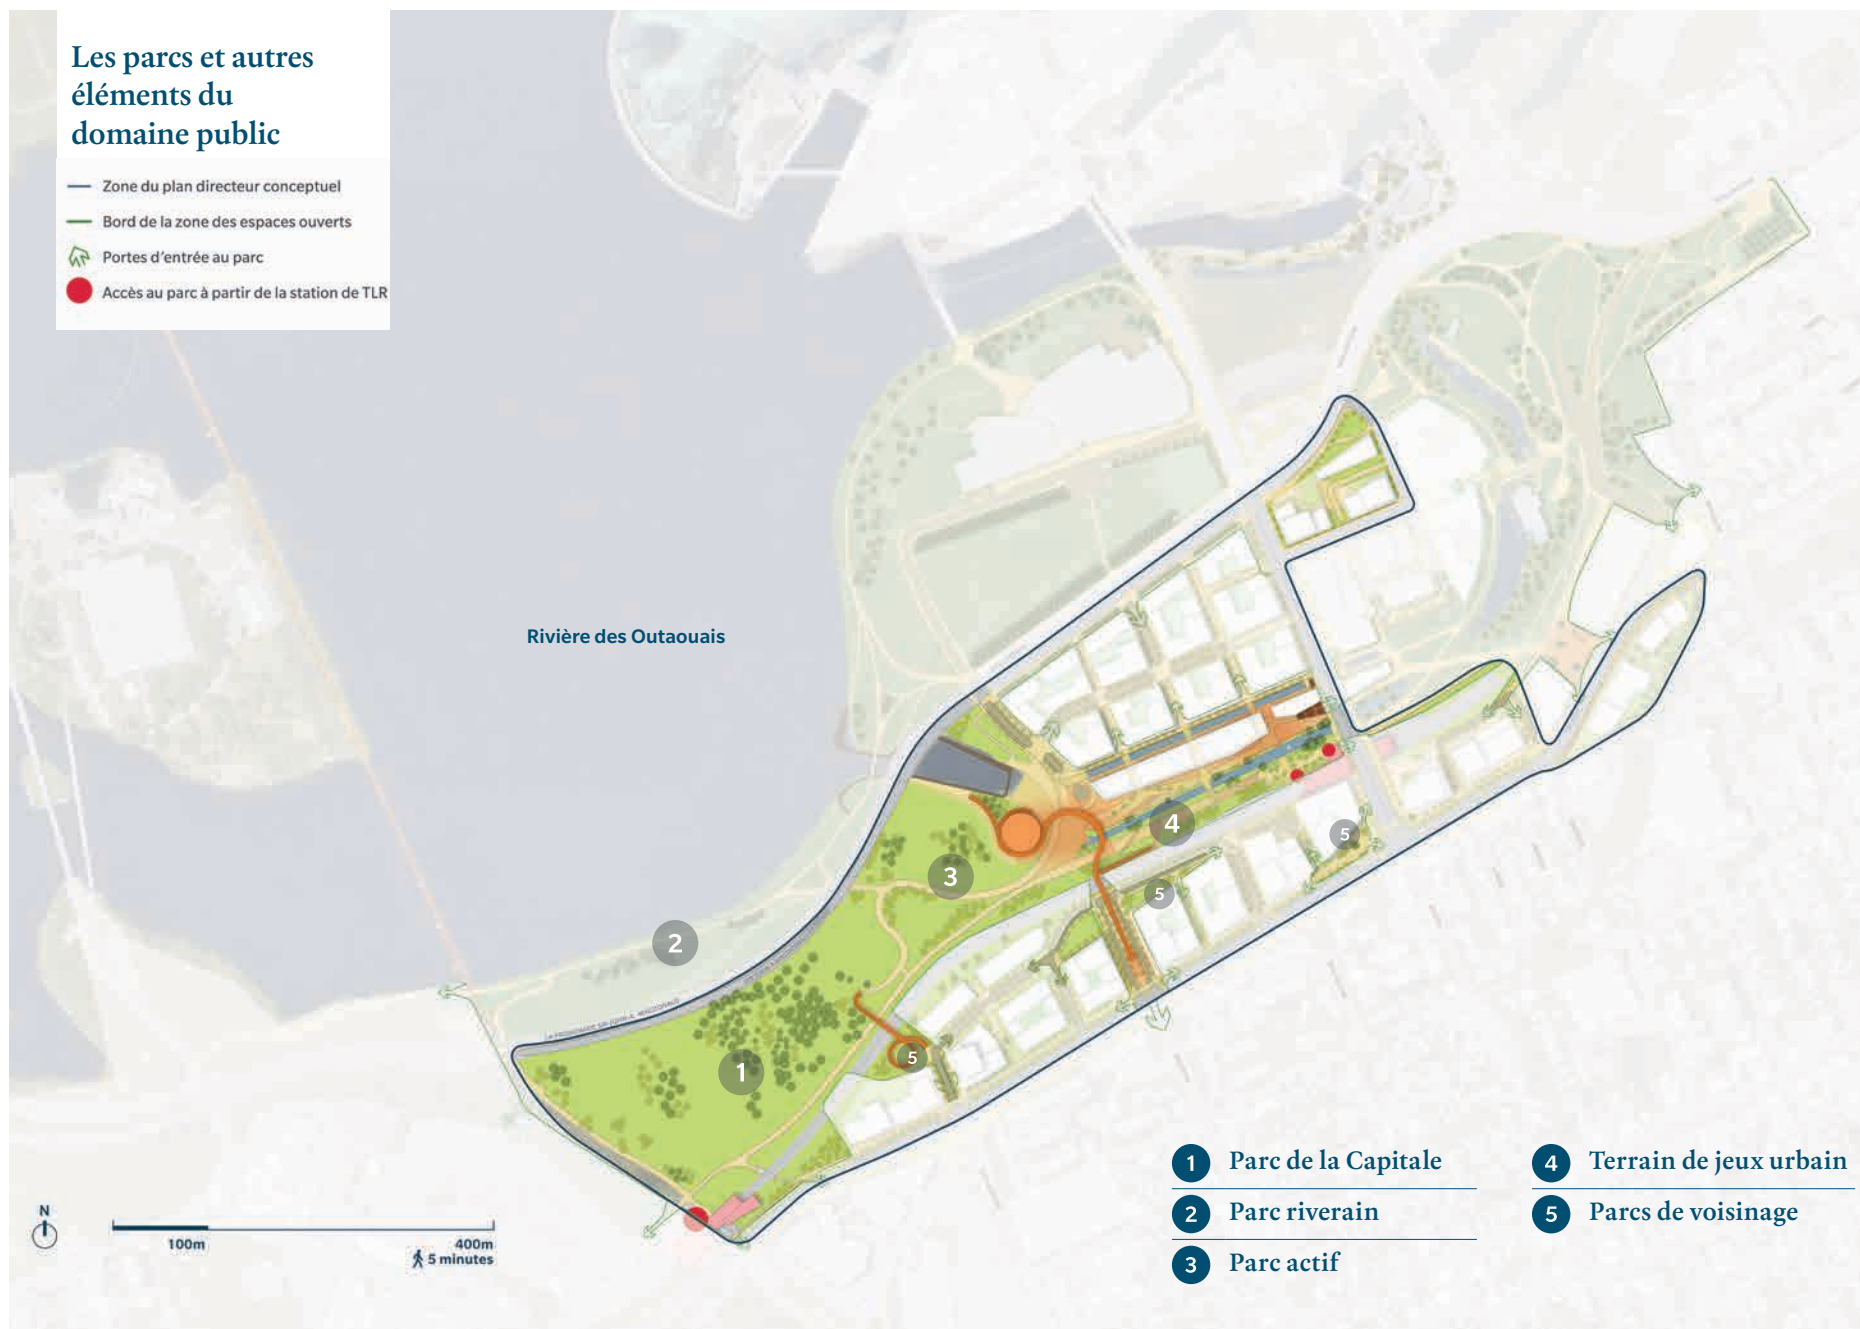 Les parcs et autres
éléments du
domaine public
Zone du plan directeur conceptuel
Bord de la zone des espaces ouverts
Portes d'entrée au parc
Accès au parc à partir de la station de TLR
Rivière des Outaouais
4
5
3
5
2
5
1
N
100m
400m
5 minutes
1 Parc de la Capitale
2 Parc riverain
3 Parc actif
4 Terrain de jeux urbain
5 Parcs de voisinage